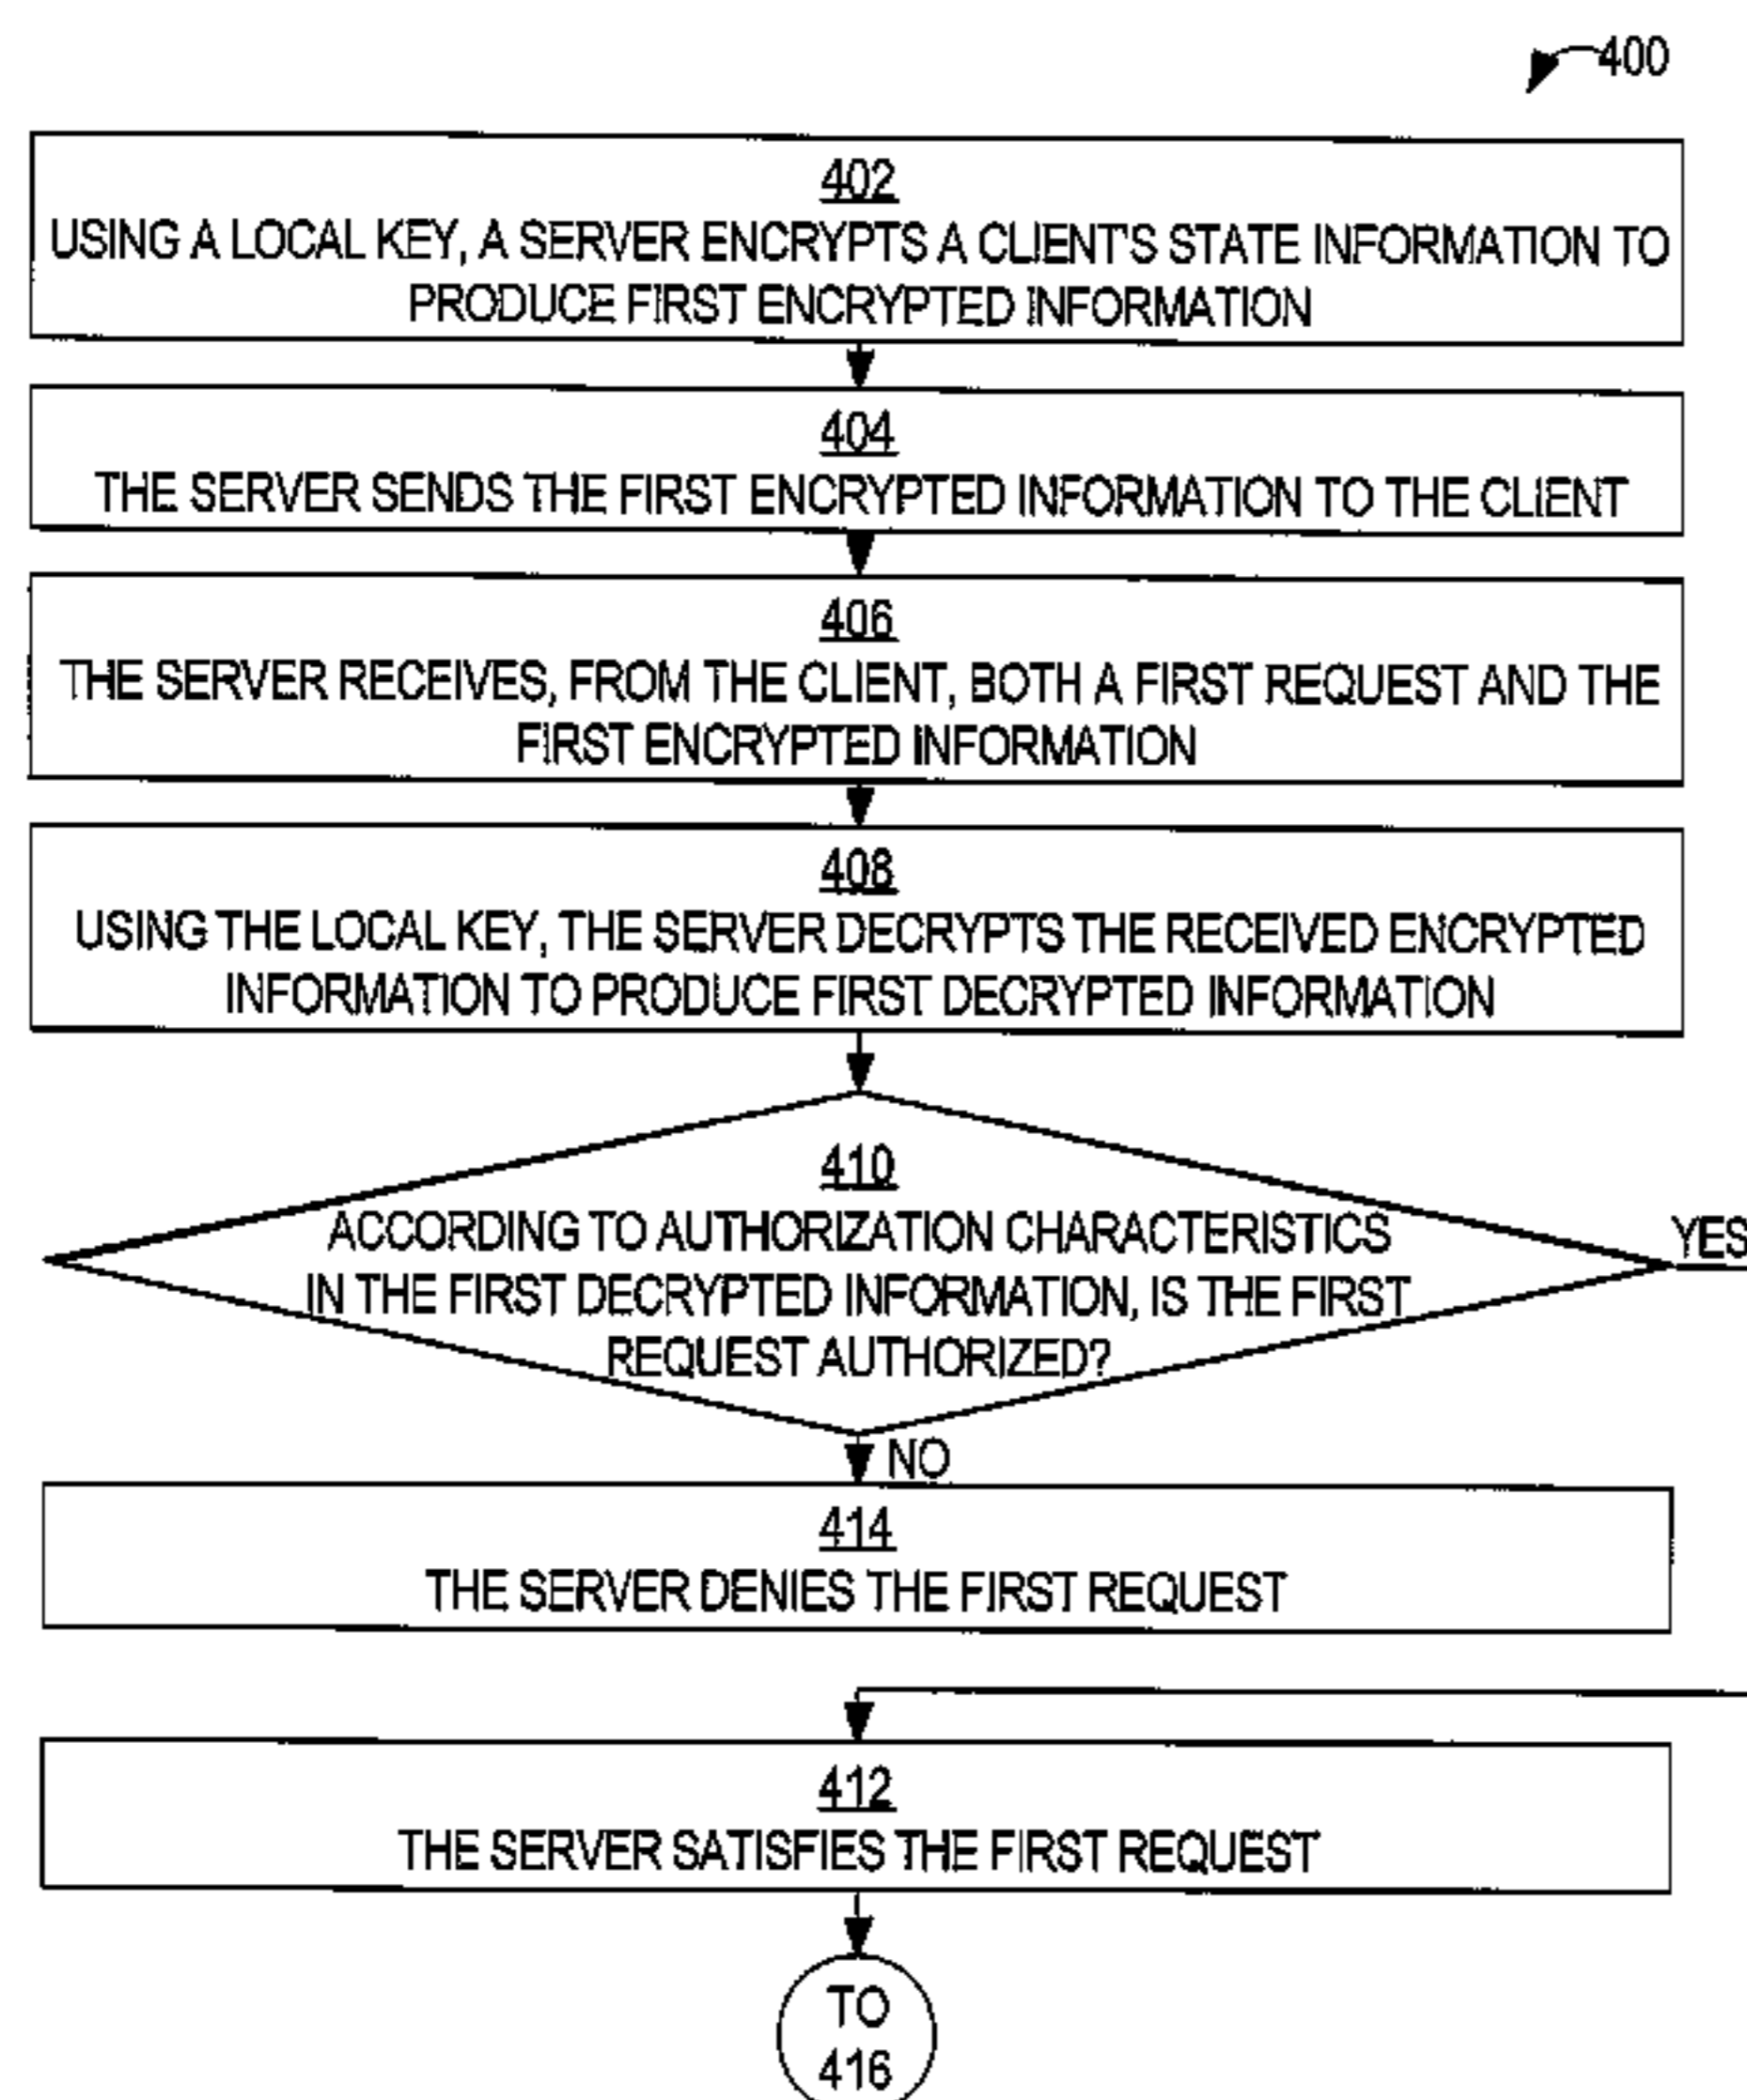 400
402
USING A LOCAL KEY, A SERVER ENCRYPTS A CLIENT'S STATE INFORMATION TO
PRODUCE FIRST ENCRYPTED INFORMATION
404
THE SERVER SENDS THE FIRST ENCRYPTED INFORMATION TO THE CLIENT
406
THE SERVER RECEIVES, FROM THE CLIENT, BOTH A FIRST REQUEST AND THE
FIRST ENCRYPTED INFORMATION
408
USING THE LOCAL KEY, THE SERVER DECRYPTS THE RECEIVED ENCRYPTED
INFORMATION TO PRODUCE FIRST DECRYPTED INFORMATION
410
ACCORDING TO AUTHORIZATION CHARACTERISTICS
IN THE FIRST DECRYPTED INFORMATION, IS THE FIRST
REQUEST AUTHORIZED?
YES
NO
414
THE SERVER DENIES THE FIRST REQUEST
412
THE SERVER SATISFIES THE FIRST REQUEST
TO
416